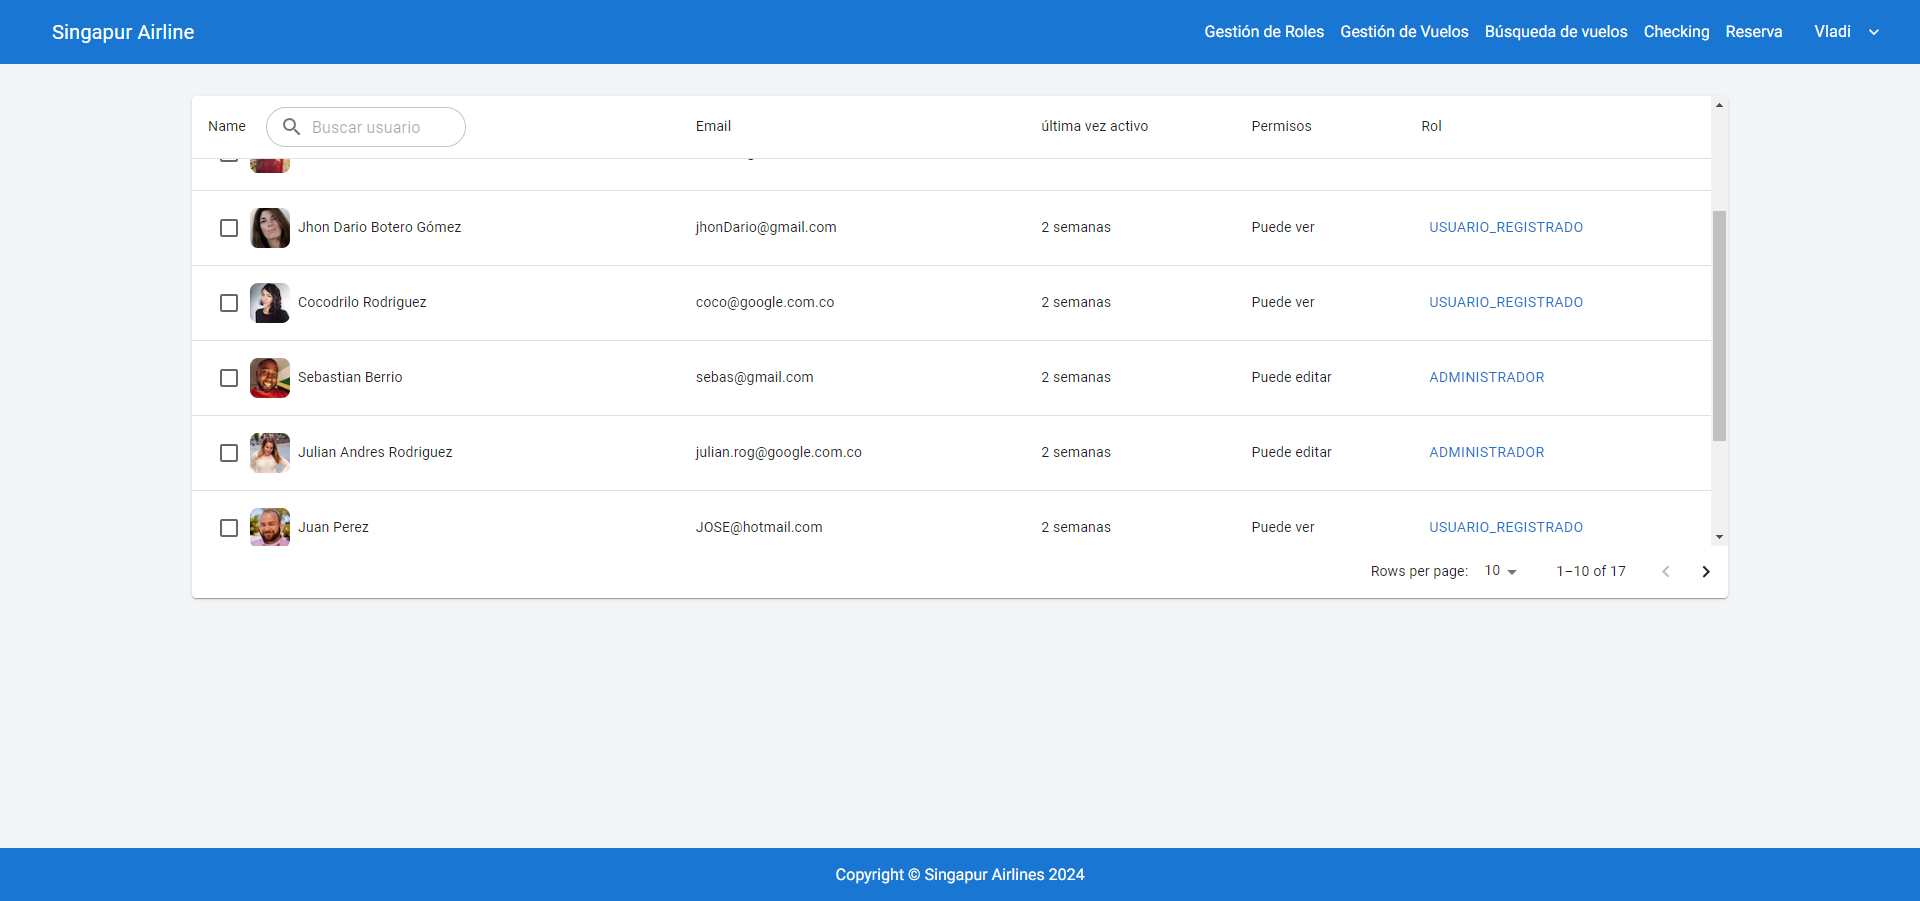 Singapur Airline
Gestión de Roles Gestión de Vuelos Búsqueda de vuelos Checking Reserva Vladi
Name Buscar usuario Email última vez activo Permisos Rol
Jhon Dario Botero Gómez jhonDario@gmail.com 2 semanas Puede ver USUARIO_REGISTRADO
Cocodrilo Rodriguez coco@google.com.co 2 semanas Puede ver USUARIO_REGISTRADO
Sebastian Berrio sebas@gmail.com 2 semanas Puede editar ADMINISTRADOR
Julian Andres Rodriguez julian.rog@google.com.co 2 semanas Puede editar ADMINISTRADOR
Juan Perez JOSE@hotmail.com 2 semanas Puede ver USUARIO_REGISTRADO
Rows per page: 10 1–10 of 17
Copyright © Singapur Airlines 2024